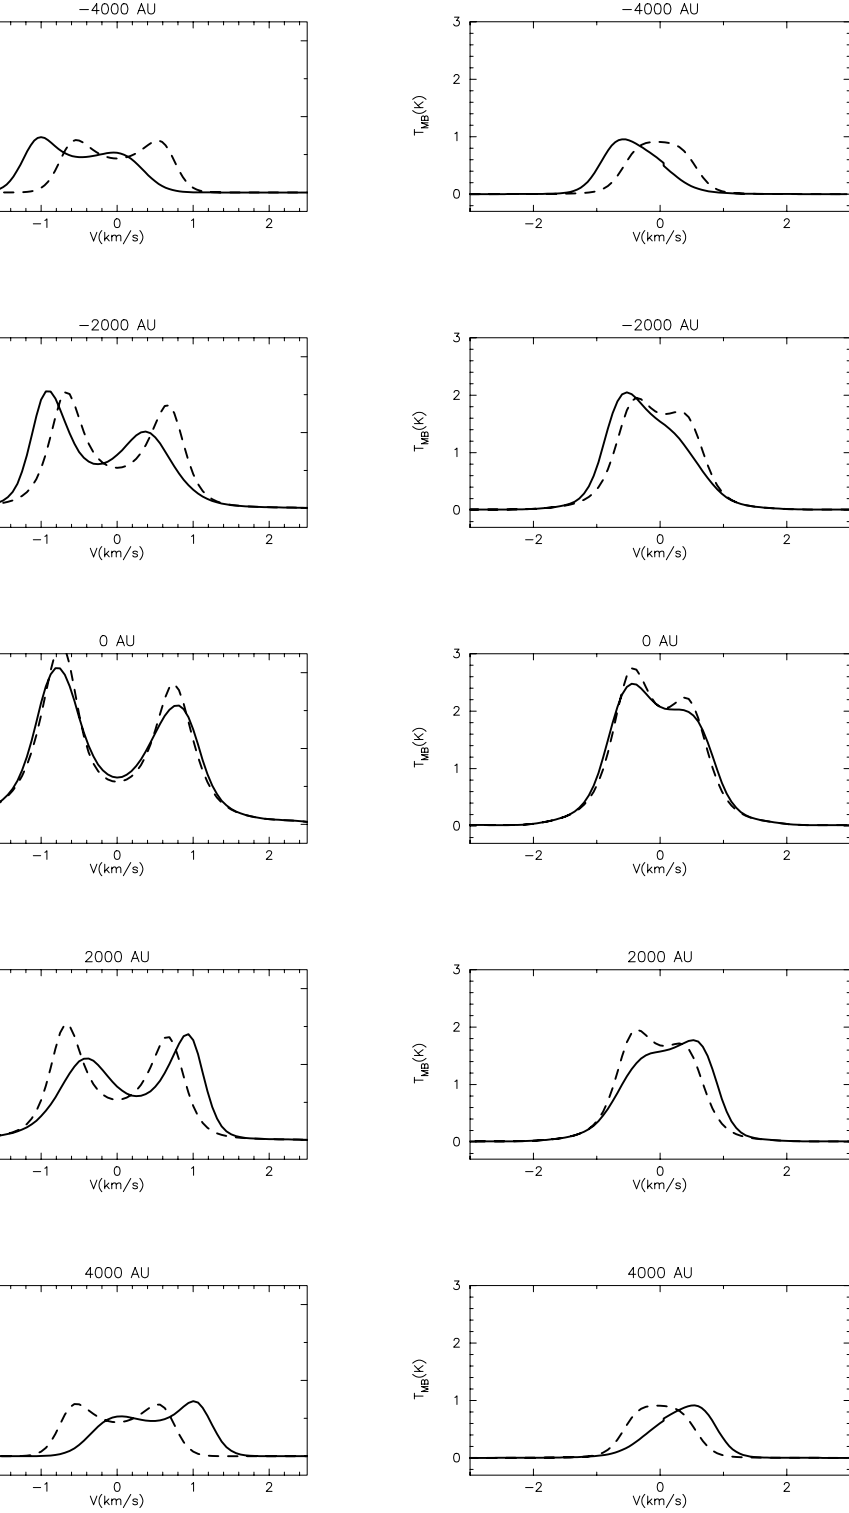 −4000 AU
−1 0 1 2
V(km/s)
−4000 AU
3
2
1
0
T_MB(K)
−2 0 2
V(km/s)
−2000 AU
−1 0 1 2
V(km/s)
−2000 AU
3
2
1
0
T_MB(K)
−2 0 2
V(km/s)
0 AU
−1 0 1 2
V(km/s)
0 AU
3
2
1
0
T_MB(K)
−2 0 2
V(km/s)
2000 AU
−1 0 1 2
V(km/s)
2000 AU
3
2
1
0
T_MB(K)
−2 0 2
V(km/s)
4000 AU
−1 0 1 2
V(km/s)
4000 AU
3
2
1
0
T_MB(K)
−2 0 2
V(km/s)